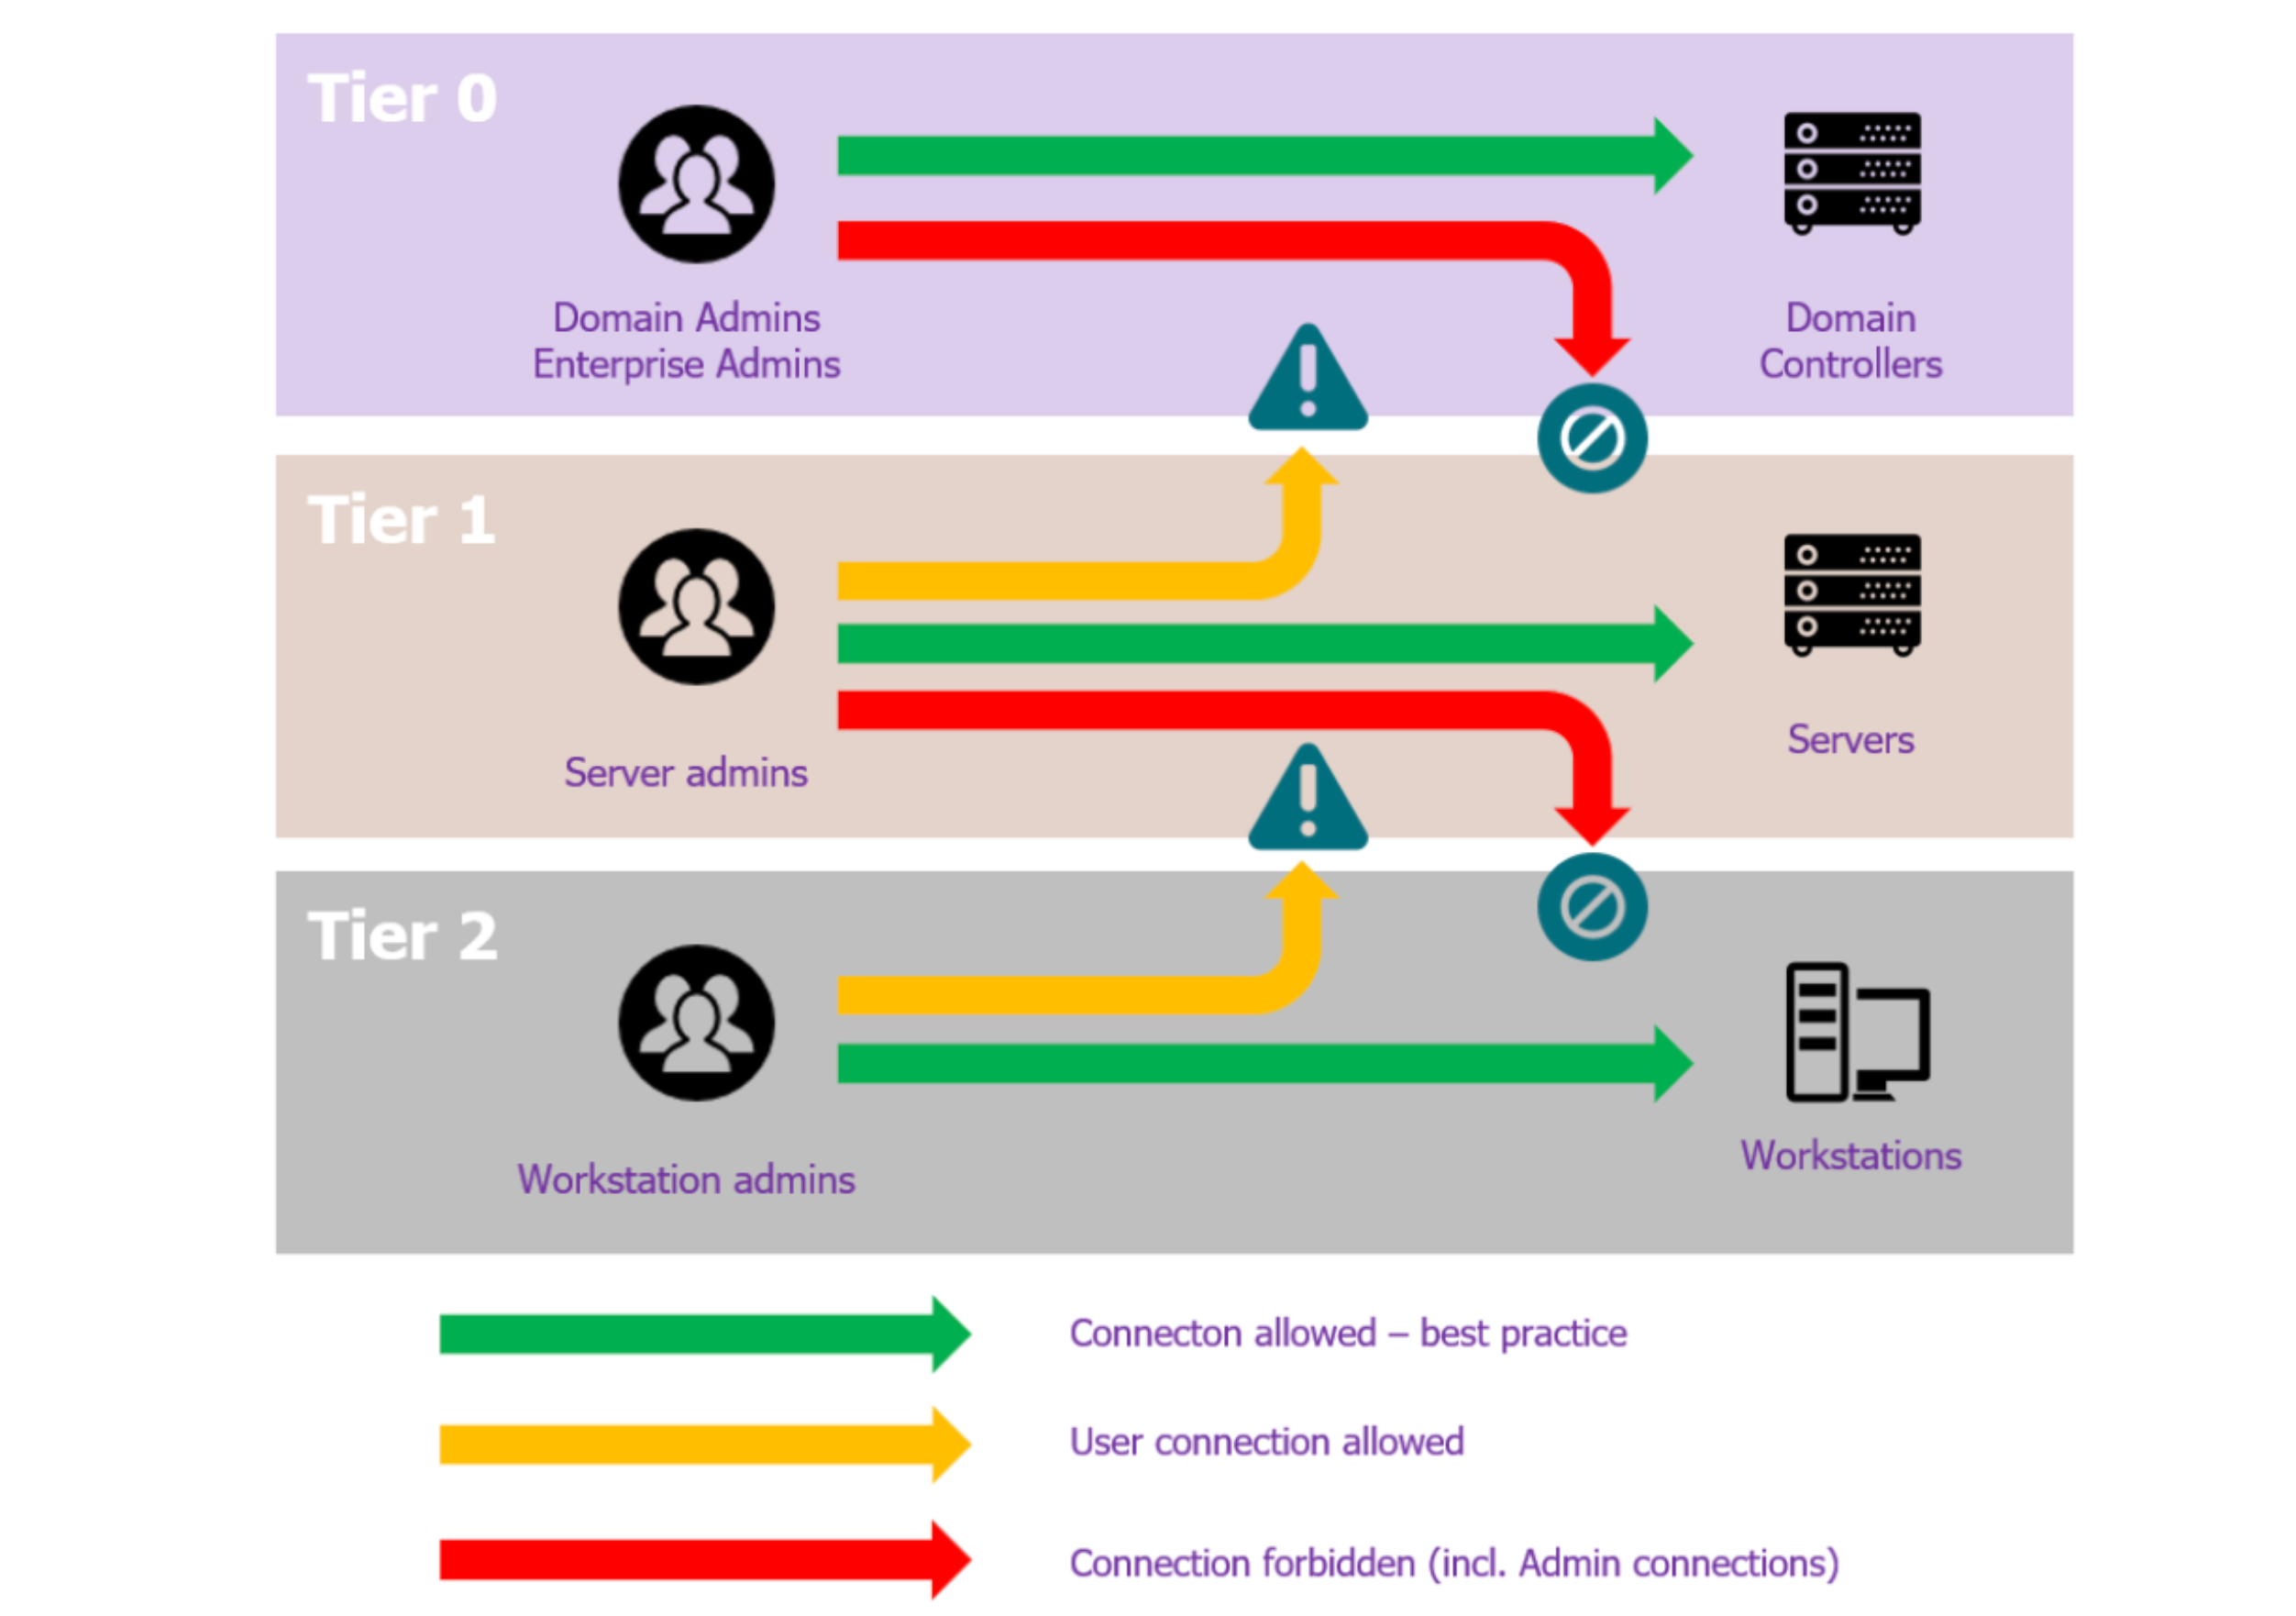 Tier 0
Domain Admins
Enterprise Admins
Domain
Controllers
Tier 1
Server admins
Servers
Tier 2
Workstation admins
Workstations
Connecton allowed – best practice
User connection allowed
Connection forbidden (incl. Admin connections)